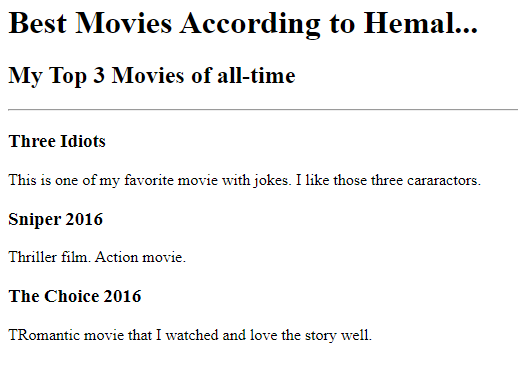 Best Movies According to Hemal...
My Top 3 Movies of all-time
Three Idiots
This is one of my favorite movie with jokes. I like those three cararactors.
Sniper 2016
Thriller film. Action movie.
The Choice 2016
TRomantic movie that I watched and love the story well.